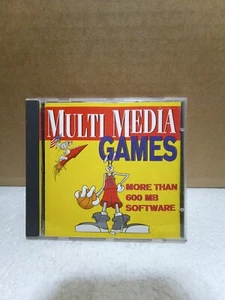 MULTI MEDIA
GAMES
MORE THAN
600 MB
SOFTWARE